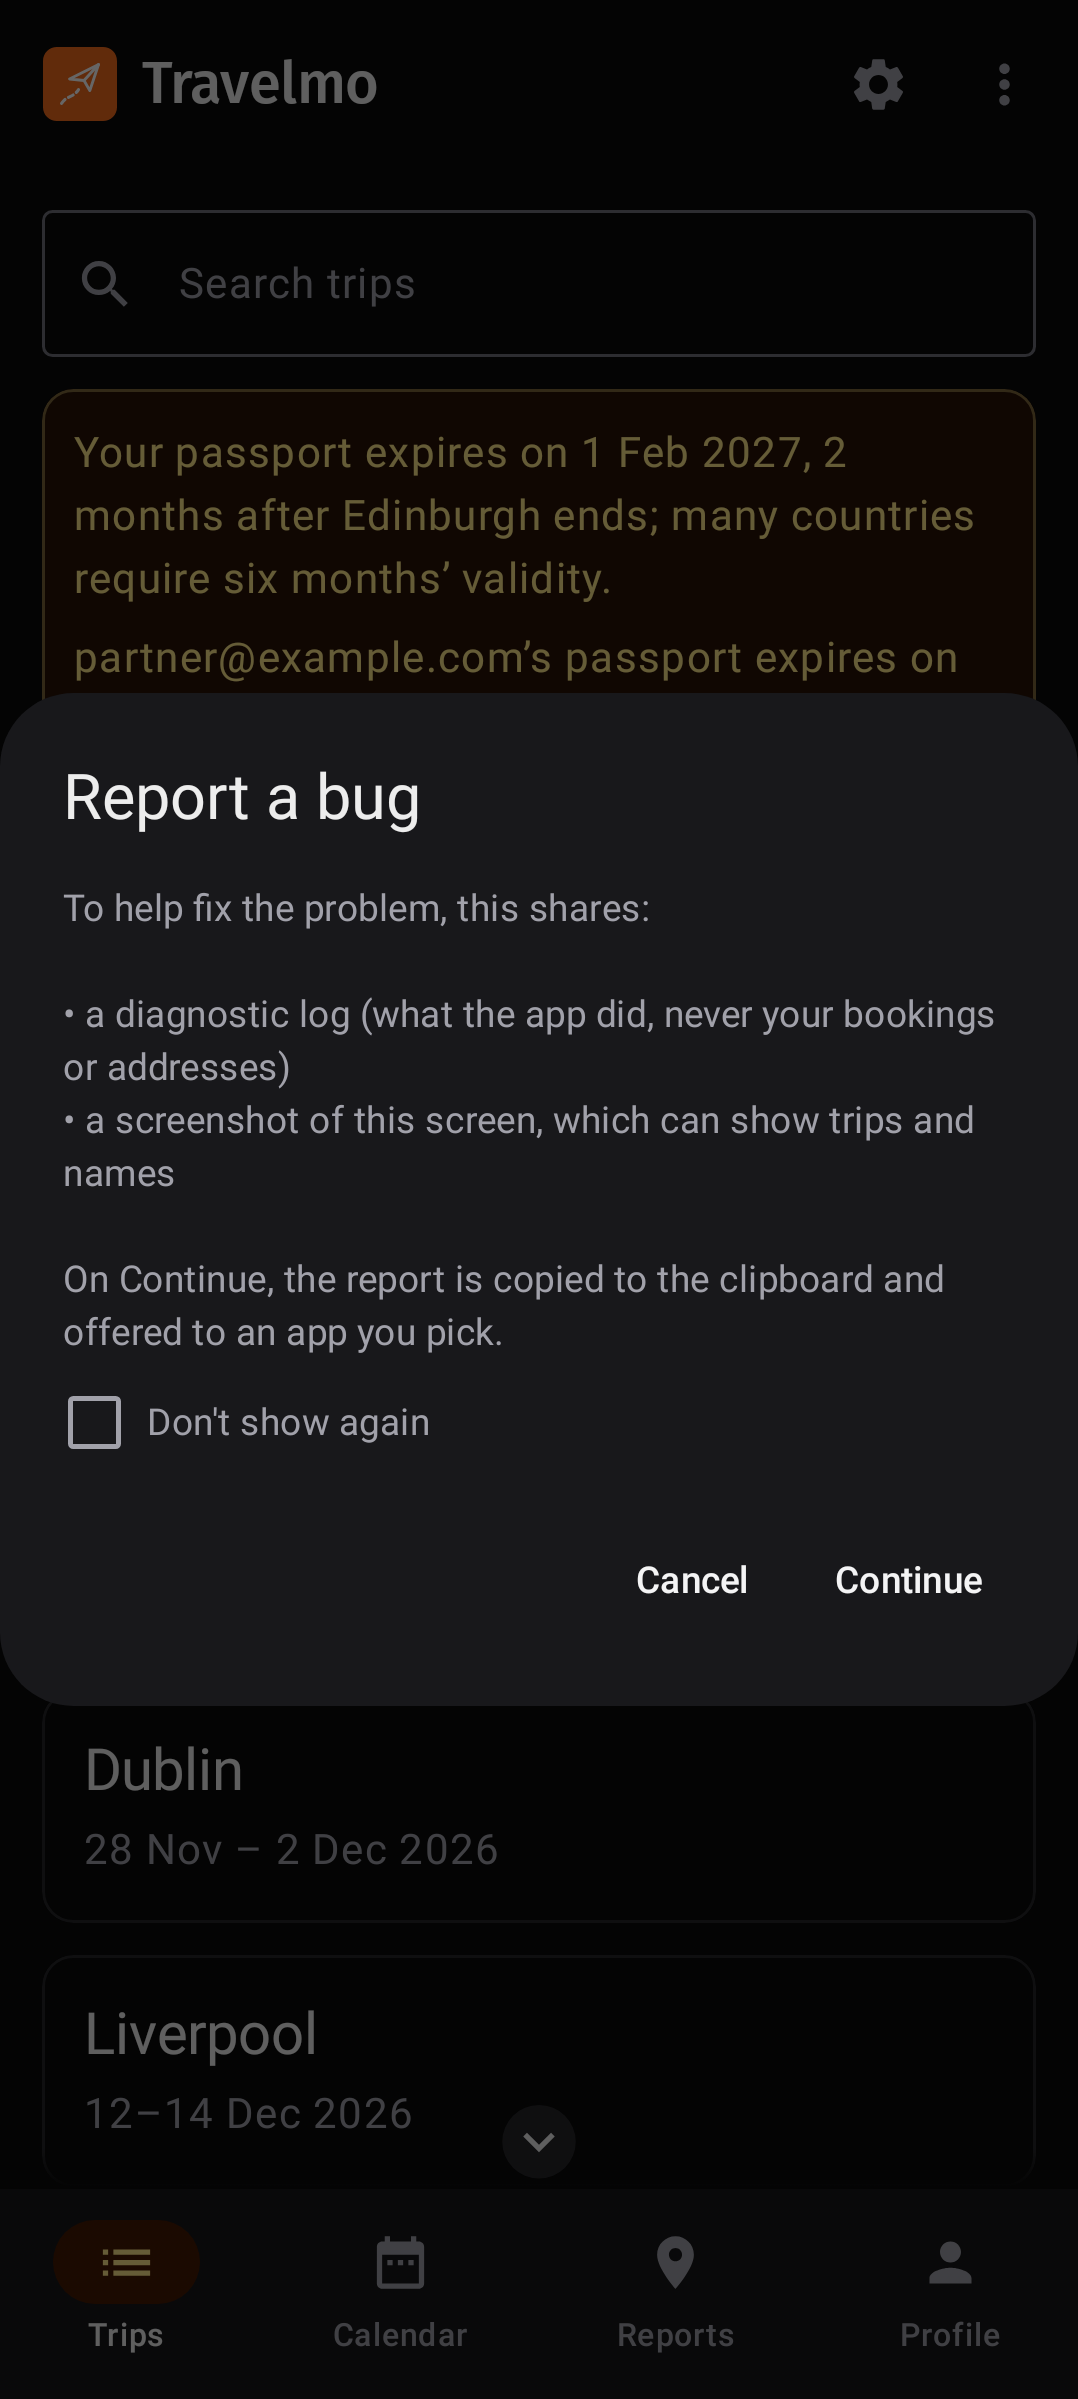 Travelmo
Search trips
Your passport expires on 1 Feb 2027, 2
months after Edinburgh ends; many countries
require six months’ validity.
partner@example.com’s passport expires on
Report a bug
To help fix the problem, this shares:
• a diagnostic log (what the app did, never your bookings
or addresses)
• a screenshot of this screen, which can show trips and
names
On Continue, the report is copied to the clipboard and
offered to an app you pick.
Don't show again
Cancel Continue
Dublin
28 Nov – 2 Dec 2026
Liverpool
12–14 Dec 2026
Trips Calendar Reports Profile